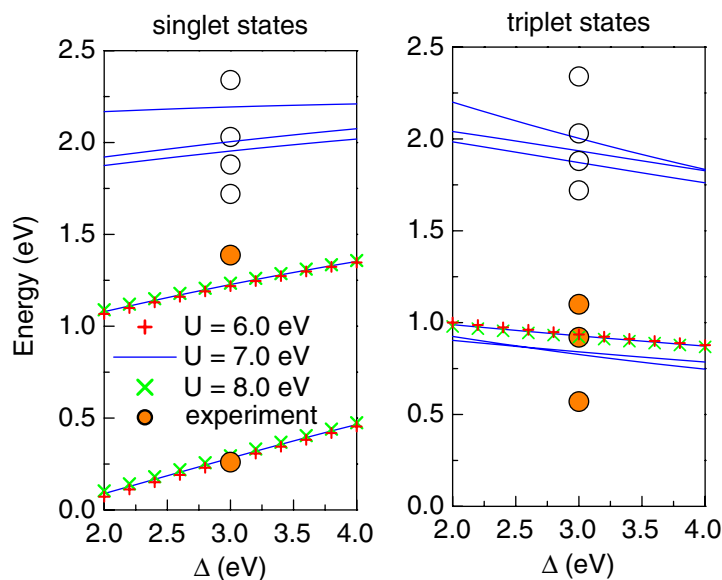 singlet states
triplet states
Energy (eV)
2.5
2.0
1.5
1.0
0.5
0.0
U = 6.0 eV
U = 7.0 eV
U = 8.0 eV
experiment
2.0 2.5 3.0 3.5 4.0
Δ (eV)
2.5
2.0
1.5
1.0
0.5
0.0
2.0 2.5 3.0 3.5 4.0
Δ (eV)